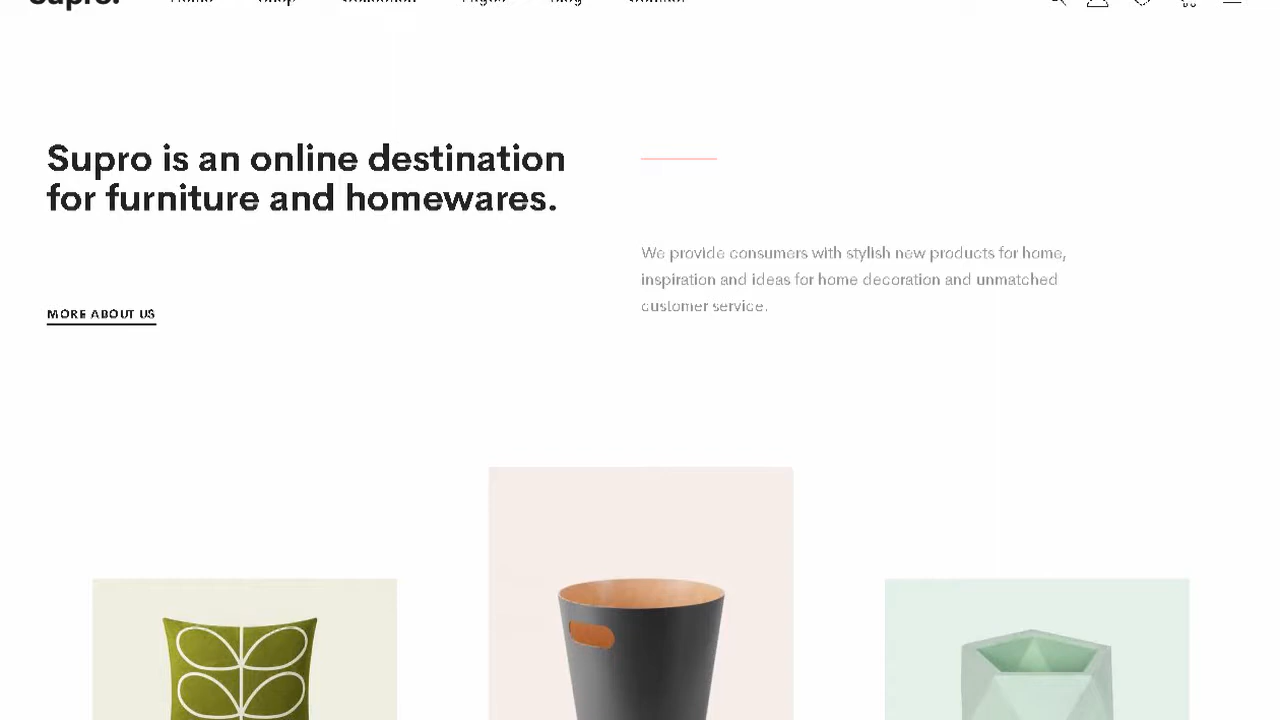 Supro.
Home Shop Collection Pages Blog Contact
Supro is an online destination
for furniture and homewares.
We provide consumers with stylish new products for home,
inspiration and ideas for home decoration and unmatched
customer service.
MORE ABOUT US